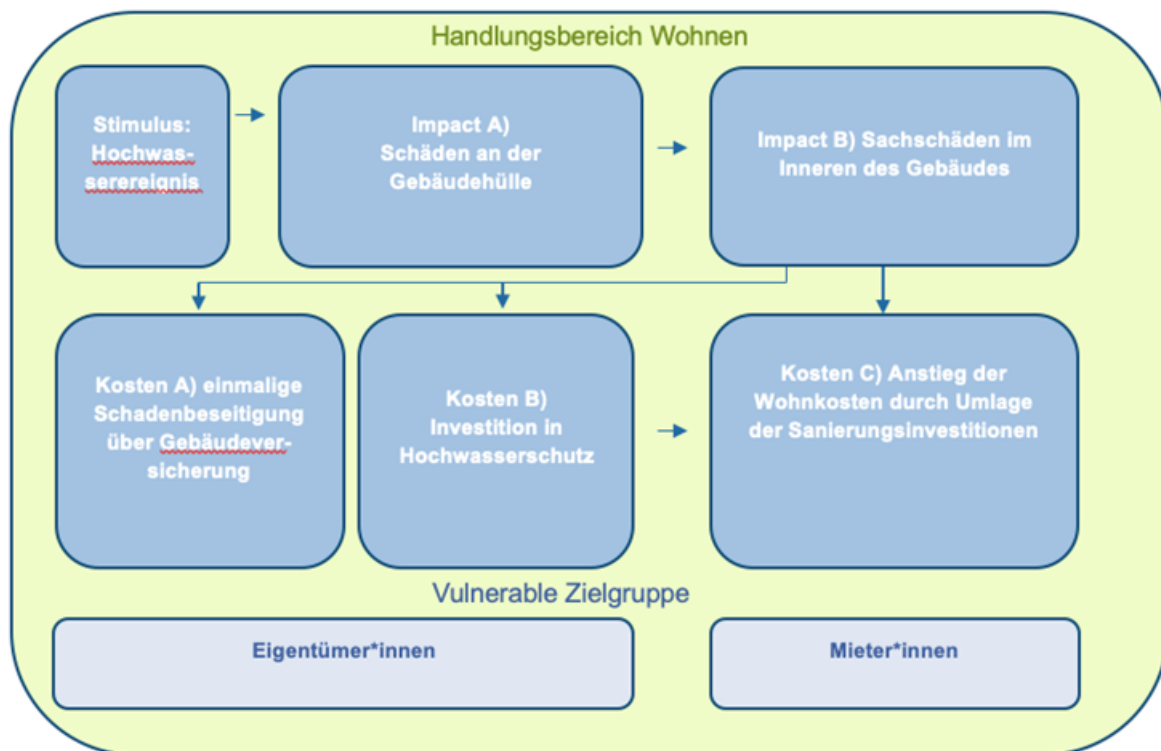 Handlungsbereich Wohnen
Stimulus:
Hochwas-
serereignis
Impact A)
Schäden an der
Gebäudehülle
Impact B) Sachschäden im
Inneren des Gebäudes
Kosten A) einmalige
Schadenbeseitigung
über Gebäudever-
sicherung
Kosten B)
Investition in
Hochwasserschutz
Kosten C) Anstieg der
Wohnkosten durch Umlage
der Sanierungsinvestitionen
Vulnerable Zielgruppe
Eigentümer*innen
Mieter*innen